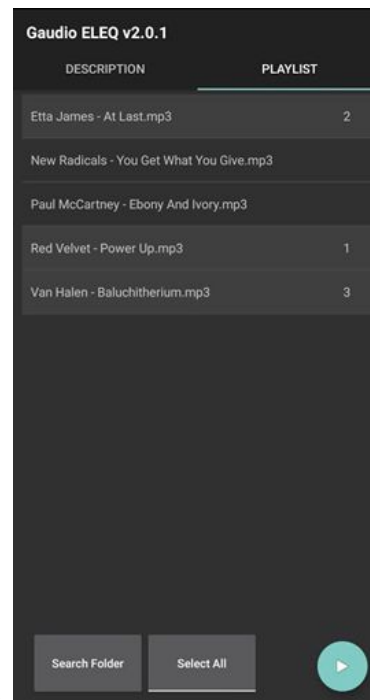 Gaudio ELEQ v2.0.1
DESCRIPTION PLAYLIST
Etta James - At Last.mp3 2
New Radicals - You Get What You Give.mp3
Paul McCartney - Ebony And Ivory.mp3
Red Velvet - Power Up.mp3 1
Van Halen - Baluchitherium.mp3 3
Search Folder Select All